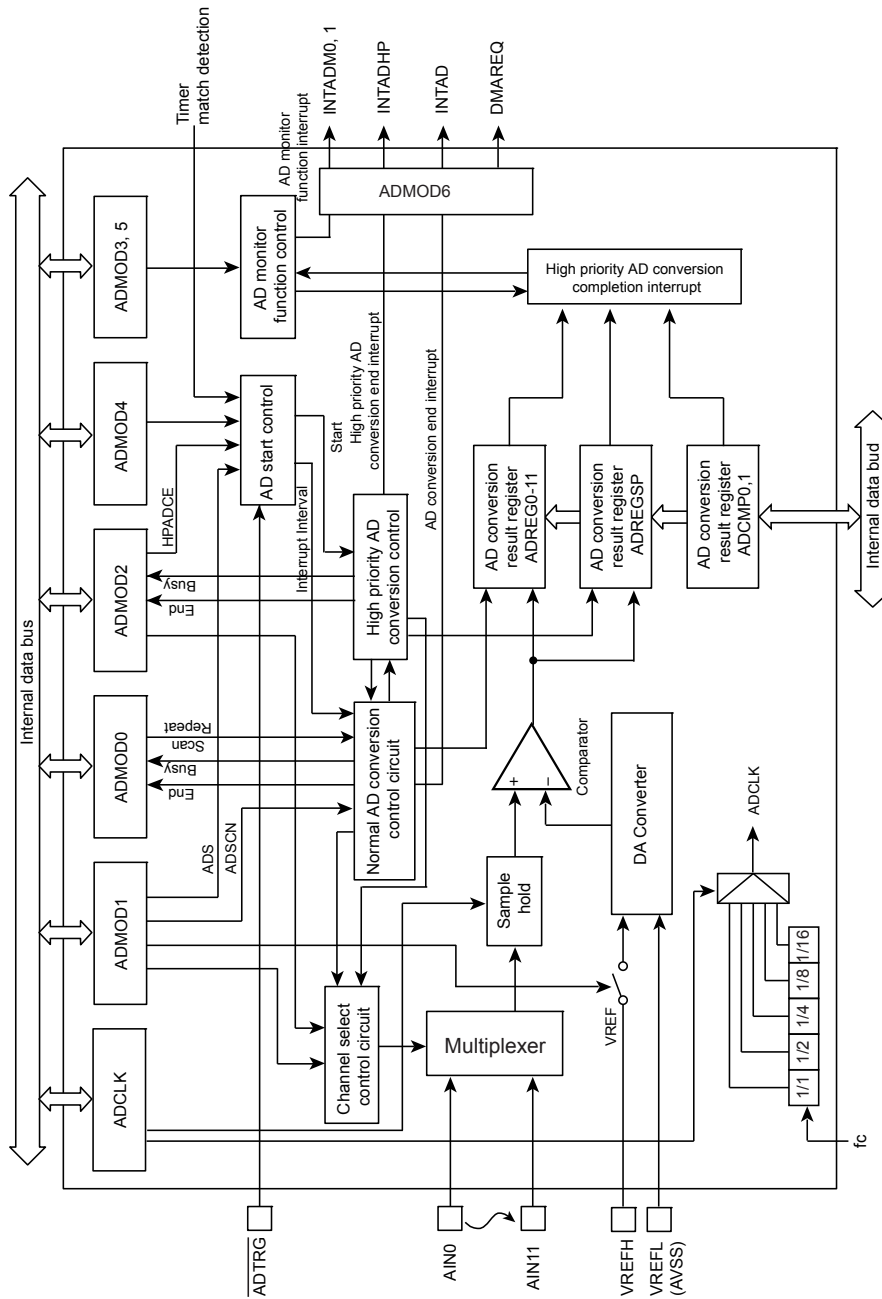 Internal data bus
ADCLK
ADMOD1
ADMOD0
ADMOD2
ADMOD4
ADMOD3, 5
Timer
match detection
ADS
ADSCN
End
Busy
Scan
Repeat
End
Busy
HPADCE
ADTRG
AD start control
AD monitor
function control
AD monitor
function interrupt
INTADM0, 1
INTADHP
INTAD
DMAREQ
ADMOD6
Interrupt Interval
Start
High priority AD
conversion end interrupt
AD conversion end interrupt
Channel select
control circuit
Normal AD conversion
control circuit
High priority AD
conversion control
High priority AD conversion
completion interrupt
AIN0
AIN11
Multiplexer
Sample
hold
+
−
Comparator
AD conversion
result register
ADREG0-11
AD conversion
result register
ADREGSP
AD conversion
result register
ADCMP0,1
VREFH
VREFL
(AVSS)
VREF
DA Converter
fc
1/1
1/2
1/4
1/8
1/16
ADCLK
Internal data bud